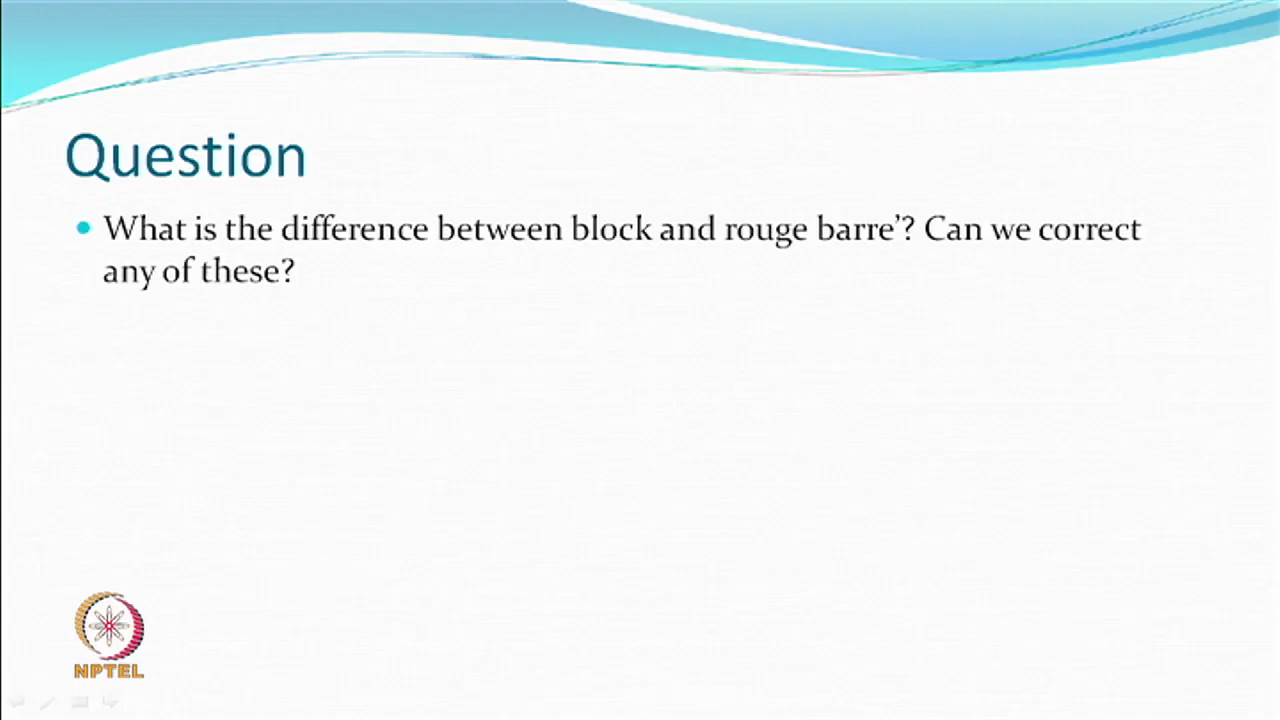 Question
What is the difference between block and rouge barre’? Can we correct
any of these?
NPTEL